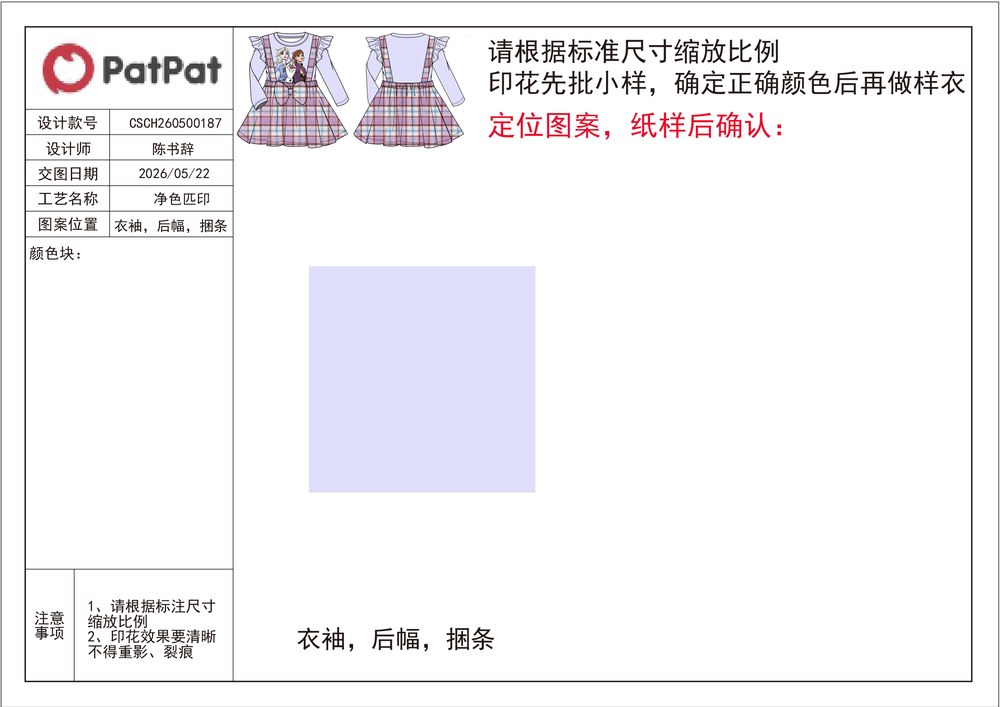 PatPat
请根据标准尺寸缩放比例
印花先批小样，确定正确颜色后再做样衣
定位图案，纸样后确认：
设计款号 CSCH260500187
设计师 陈书辞
交图日期 2026/05/22
工艺名称 净色匹印
图案位置 衣袖，后幅，捆条
颜色块：
注意
事项
1、请根据标注尺寸
缩放比例
2、印花效果要清晰
不得重影、裂痕
衣袖，后幅，捆条